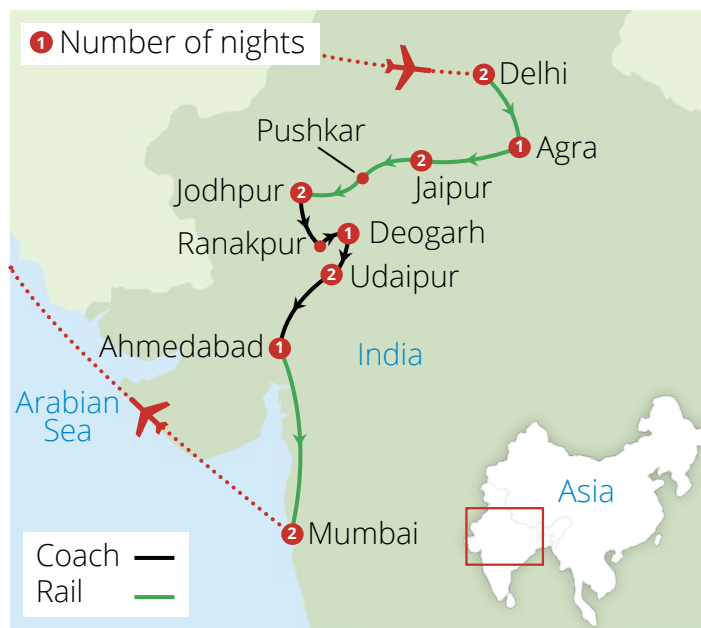 1 Number of nights
2 Delhi
Pushkar
1 Agra
2
Jaipur
Jodhpur 2
Ranakpur
1 Deogarh
2 Udaipur
Ahmedabad 1
India
Arabian
Sea
Asia
2 Mumbai
Coach
Rail